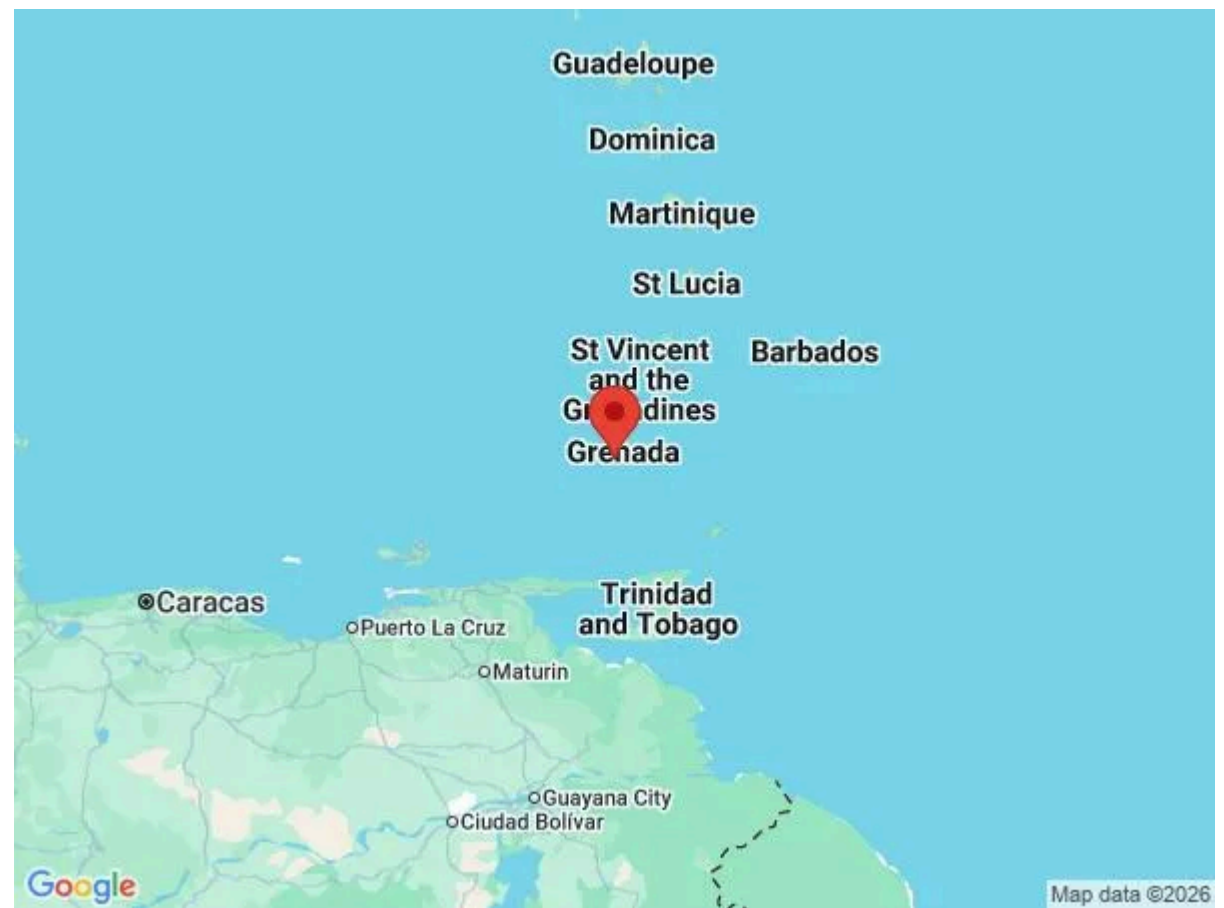 Guadeloupe
Dominica
Martinique
St Lucia
St Vincent
and the
Grenadines
Barbados
Grenada
Trinidad
and Tobago
Caracas
Puerto La Cruz
Maturin
Guayana City
Ciudad Bolívar
Google
Map data ©2026